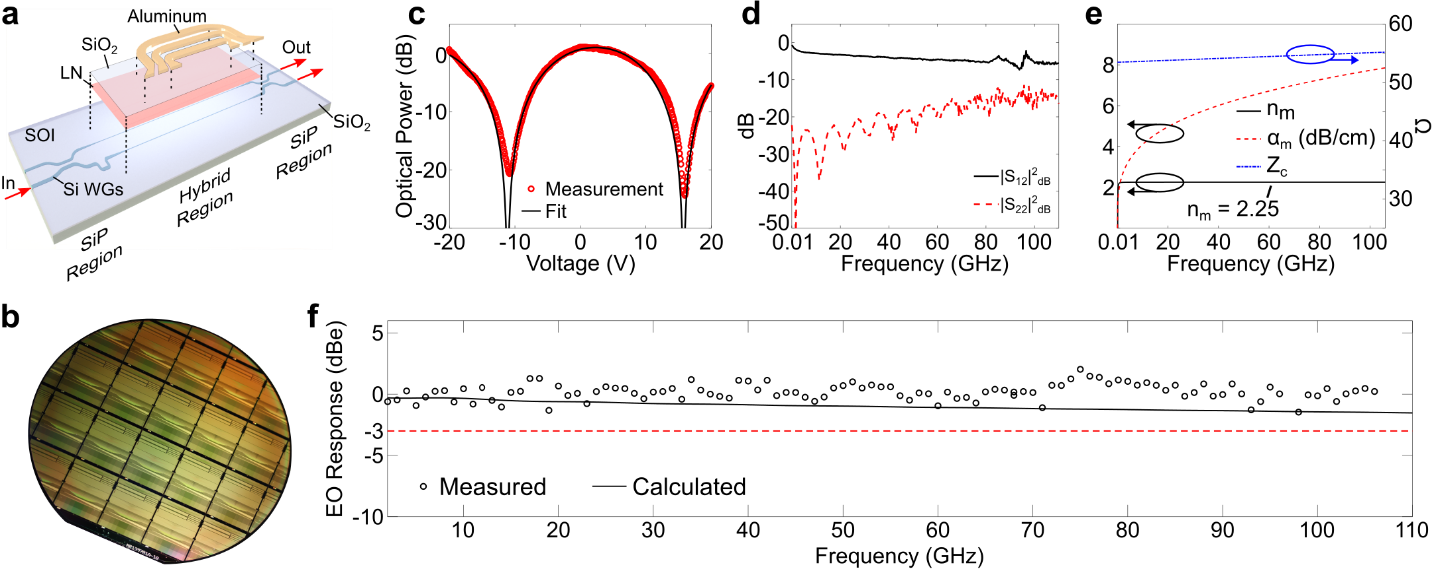 a
Aluminum
SiO2
LN
Out
SOI
SiO2
SiP
Region
In
Si WGs
Hybrid
Region
SiP
Region
b
c
Optical Power (dB)
0
-10
-20
-30
Measurement
Fit
-20
-10
0
10
20
Voltage (V)
d
dB
0
-10
-20
-30
-40
-50
|S12|²dB
|S22|²dB
0.01
20
40
60
80
100
Frequency (GHz)
e
8
6
4
2
60
50
40
30
Ω
nm
αm (dB/cm)
Zc
nm = 2.25
0.01
20
40
60
80
100
Frequency (GHz)
f
EO Response (dBe)
5
0
-3
-5
-10
Measured
Calculated
10
20
30
40
50
60
70
80
90
100
110
Frequency (GHz)